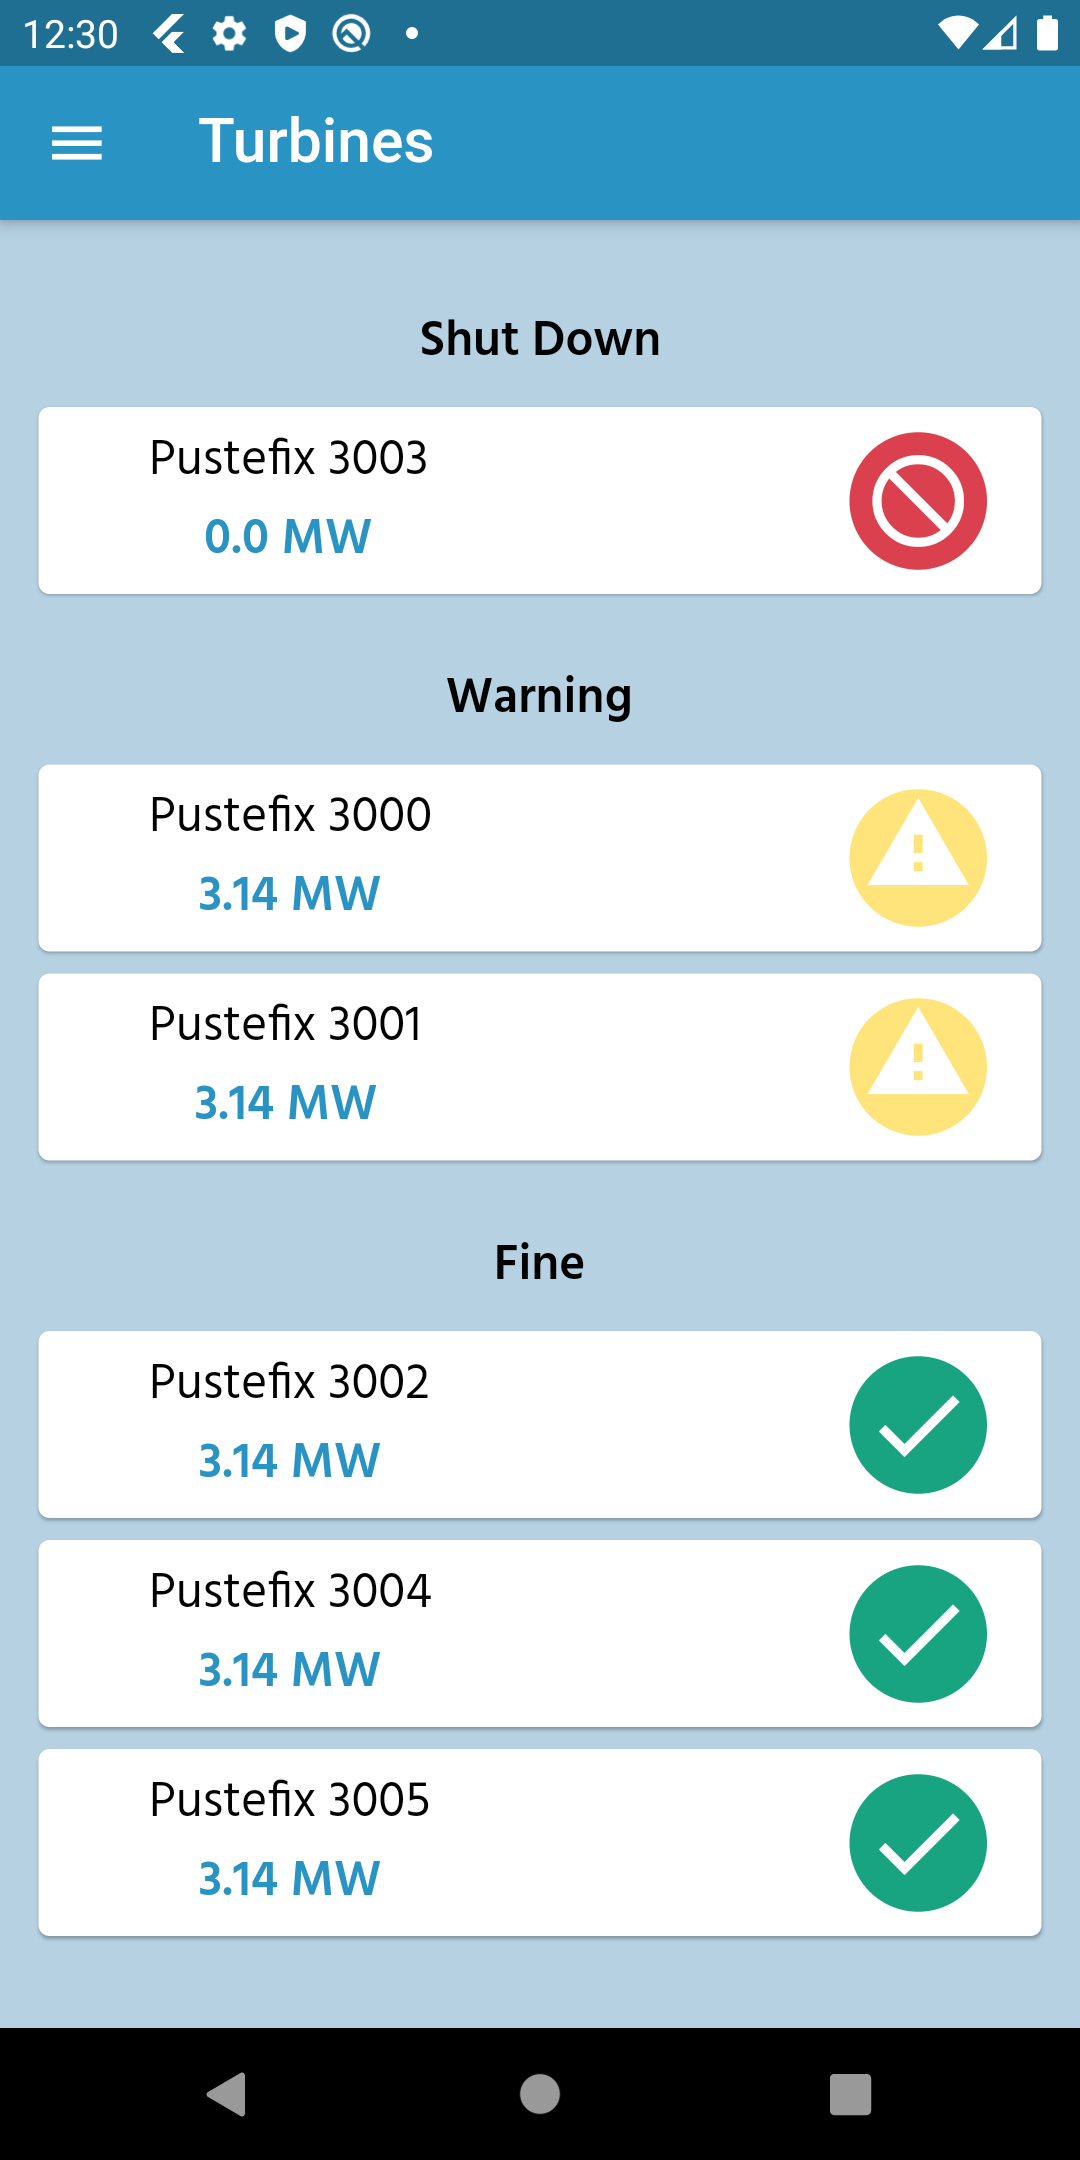 12:30
Turbines
Shut Down
Pustefix 3003
0.0 MW
Warning
Pustefix 3000
3.14 MW
Pustefix 3001
3.14 MW
Fine
Pustefix 3002
3.14 MW
Pustefix 3004
3.14 MW
Pustefix 3005
3.14 MW